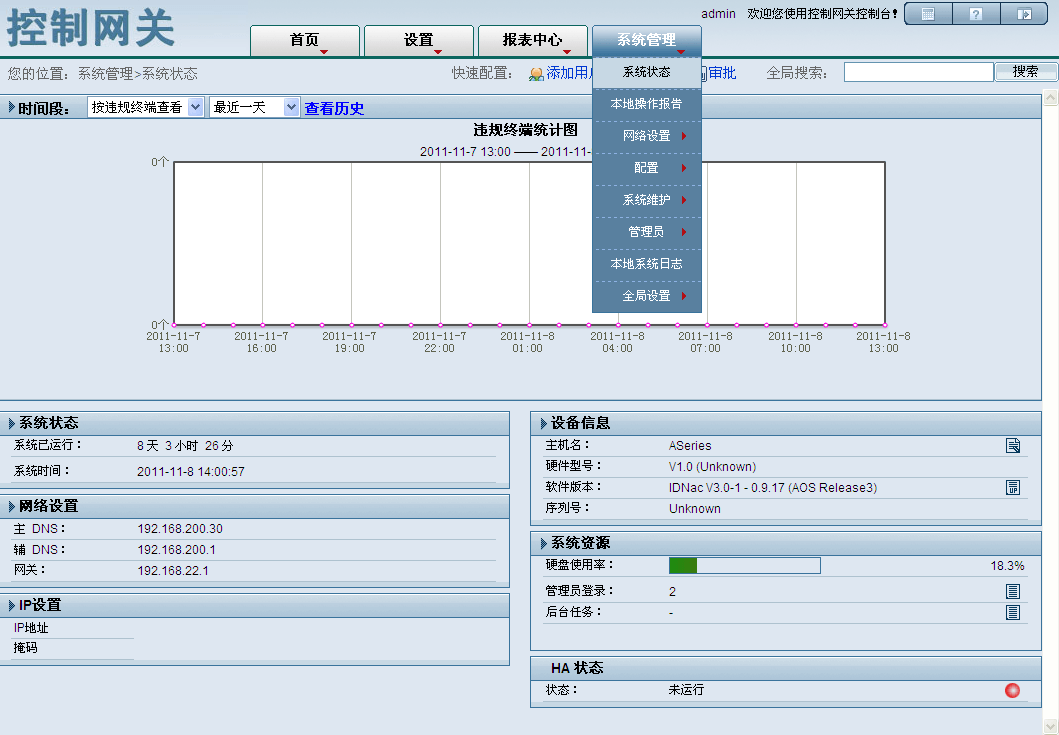 控制网关
admin 欢迎您使用控制网关控制台!
首页 设置 报表中心 系统管理
您的位置: 系统管理>系统状态 快速配置: 添加用 审批 全局搜索: 搜索
系统状态
本地操作报告
网络设置
配置
系统维护
管理员
本地系统日志
全局设置
时间段: 按违规终端查看 最近一天 查看历史
违规终端统计图
2011-11-7 13:00 —— 2011-11-
0个
0个
2011-11-7 2011-11-7 2011-11-7 2011-11-7 2011-11-8 2011-11-8 2011-11-8 2011-11-8 2011-11-8
13:00 16:00 19:00 22:00 01:00 04:00 07:00 10:00 13:00
系统状态
系统已运行: 8 天 3 小时 26 分
系统时间: 2011-11-8 14:00:57
网络设置
主 DNS: 192.168.200.30
辅 DNS: 192.168.200.1
网关: 192.168.22.1
IP设置
IP地址
掩码
设备信息
主机名: ASeries
硬件型号: V1.0 (Unknown)
软件版本: IDNac V3.0-1 - 0.9.17 (AOS Release3)
序列号: Unknown
系统资源
硬盘使用率: 18.3%
管理员登录: 2
后台任务: -
HA 状态
状态: 未运行